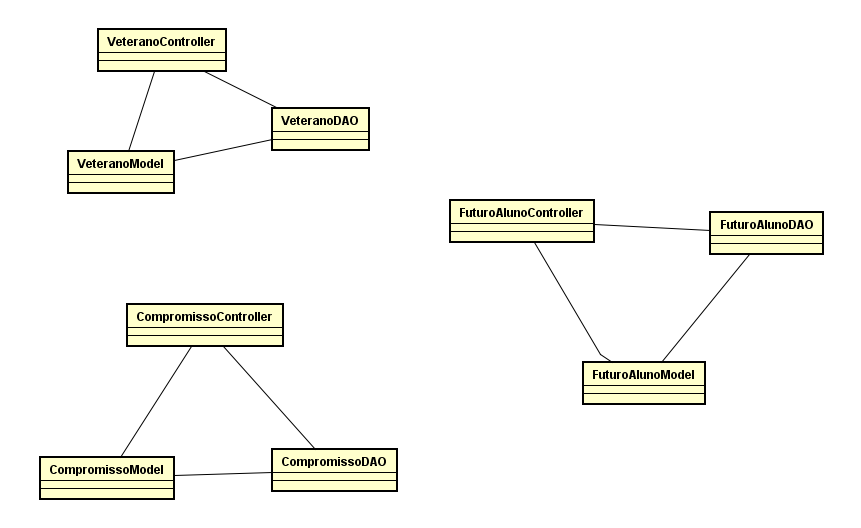 VeteranoController
VeteranoDAO
VeteranoModel
FuturoAlunoController
FuturoAlunoDAO
FuturoAlunoModel
CompromissoController
CompromissoDAO
CompromissoModel